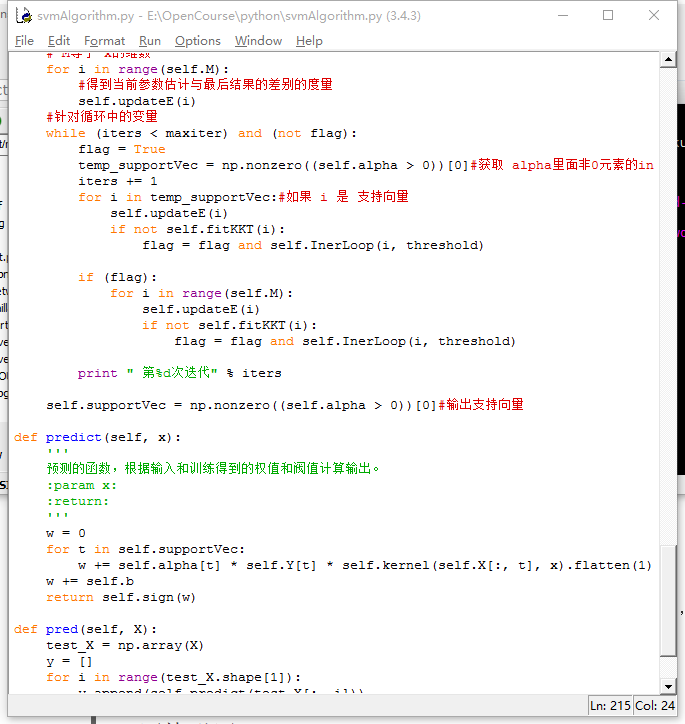 svmAlgorithm.py - E:\OpenCourse\python\svmAlgorithm.py (3.4.3)
File Edit Format Run Options Window Help
for i in range(self.M):
#得到当前参数估计与最后结果的差别的度量
self.updateE(i)
#针对循环中的变量
while (iters < maxiter) and (not flag):
flag = True
temp_supportVec = np.nonzero((self.alpha > 0))[0]#获取 alpha里面非0元素的in
iters += 1
for i in temp_supportVec:#如果 i 是 支持向量
self.updateE(i)
if not self.fitKKT(i):
flag = flag and self.InerLoop(i, threshold)
if (flag):
for i in range(self.M):
self.updateE(i)
if not self.fitKKT(i):
flag = flag and self.InerLoop(i, threshold)
print " 第%d次迭代" % iters
self.supportVec = np.nonzero((self.alpha > 0))[0]#输出支持向量
def predict(self, x):
'''
预测的函数，根据输入和训练得到的权值和阀值计算输出。
:param x:
:return:
'''
w = 0
for t in self.supportVec:
w += self.alpha[t] * self.Y[t] * self.kernel(self.X[:, t], x).flatten(1)
w += self.b
return self.sign(w)
def pred(self, X):
test_X = np.array(X)
y = []
for i in range(test_X.shape[1]):
y.append(self.predict(test_X[:, i]))
Ln: 215 Col: 24